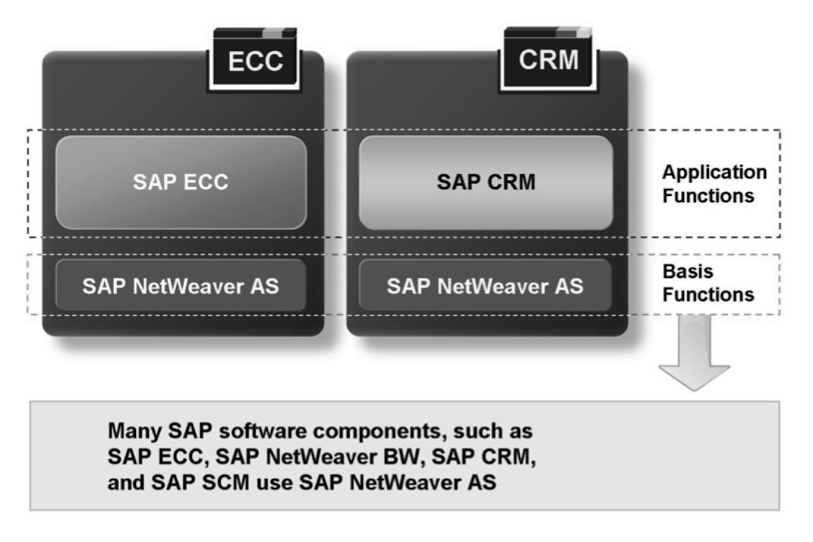 ECC
CRM
SAP ECC
SAP CRM
Application
Functions
SAP NetWeaver AS
SAP NetWeaver AS
Basis
Functions
Many SAP software components, such as
SAP ECC, SAP NetWeaver BW, SAP CRM,
and SAP SCM use SAP NetWeaver AS